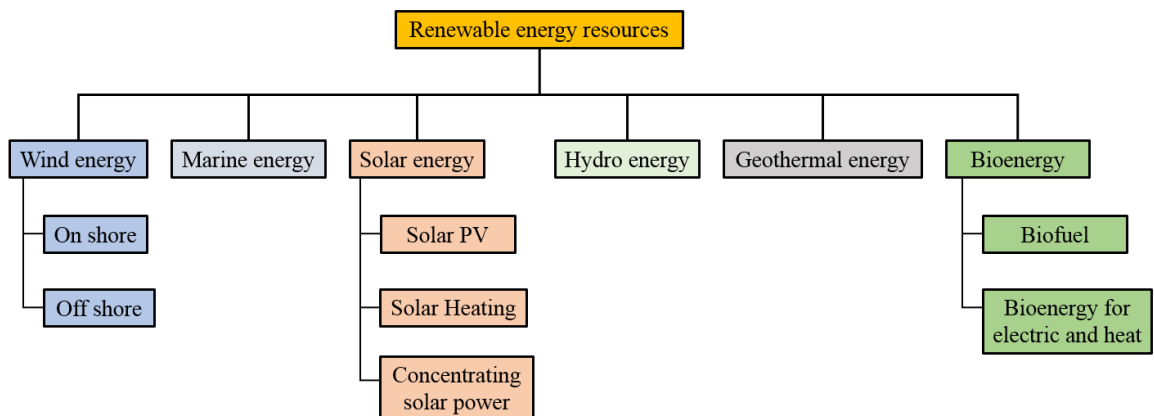 Renewable energy resources
Wind energy
Marine energy
Solar energy
Hydro energy
Geothermal energy
Bioenergy
On shore
Off shore
Solar PV
Solar Heating
Concentrating
solar power
Biofuel
Bioenergy for
electric and heat